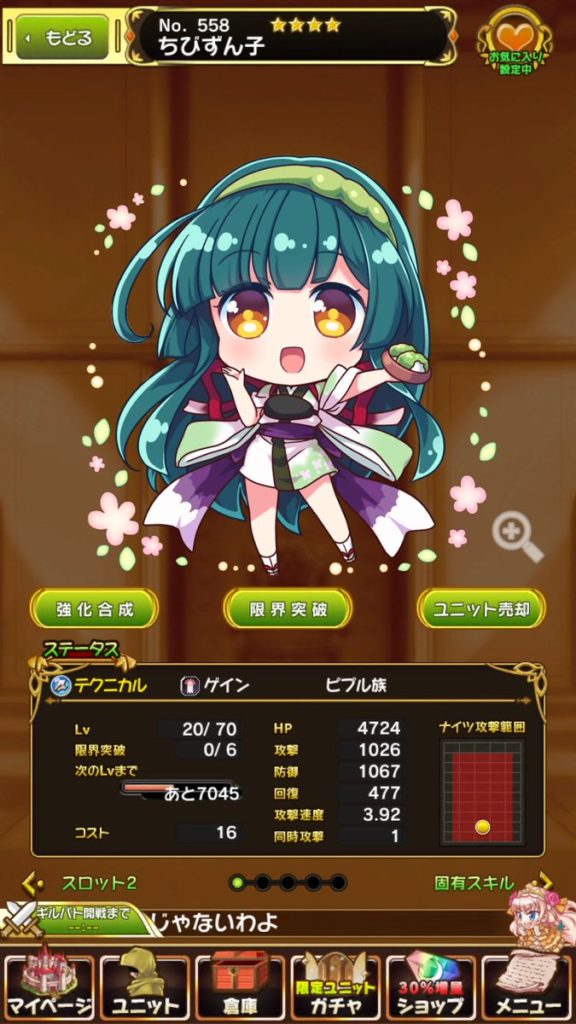 もどる
No. 558
ちびずん子
お気に入り
設定中
強化合成
限界突破
ユニット売却
ステータス
テクニカル
ゲイン
ピプル族
Lv 20/ 70
限界突破 0/ 6
次のLvまで
あと7045
コスト 16
HP 4724
攻撃 1026
防御 1067
回復 477
攻撃速度 3.92
同時攻撃 1
ナイツ攻撃範囲
スロット2
固有スキル
ギルバト開戦まで
--:--
じゃないわよ
マイページ
ユニット
倉庫
限定ユニット
ガチャ
30%増量
ショップ
メニュー